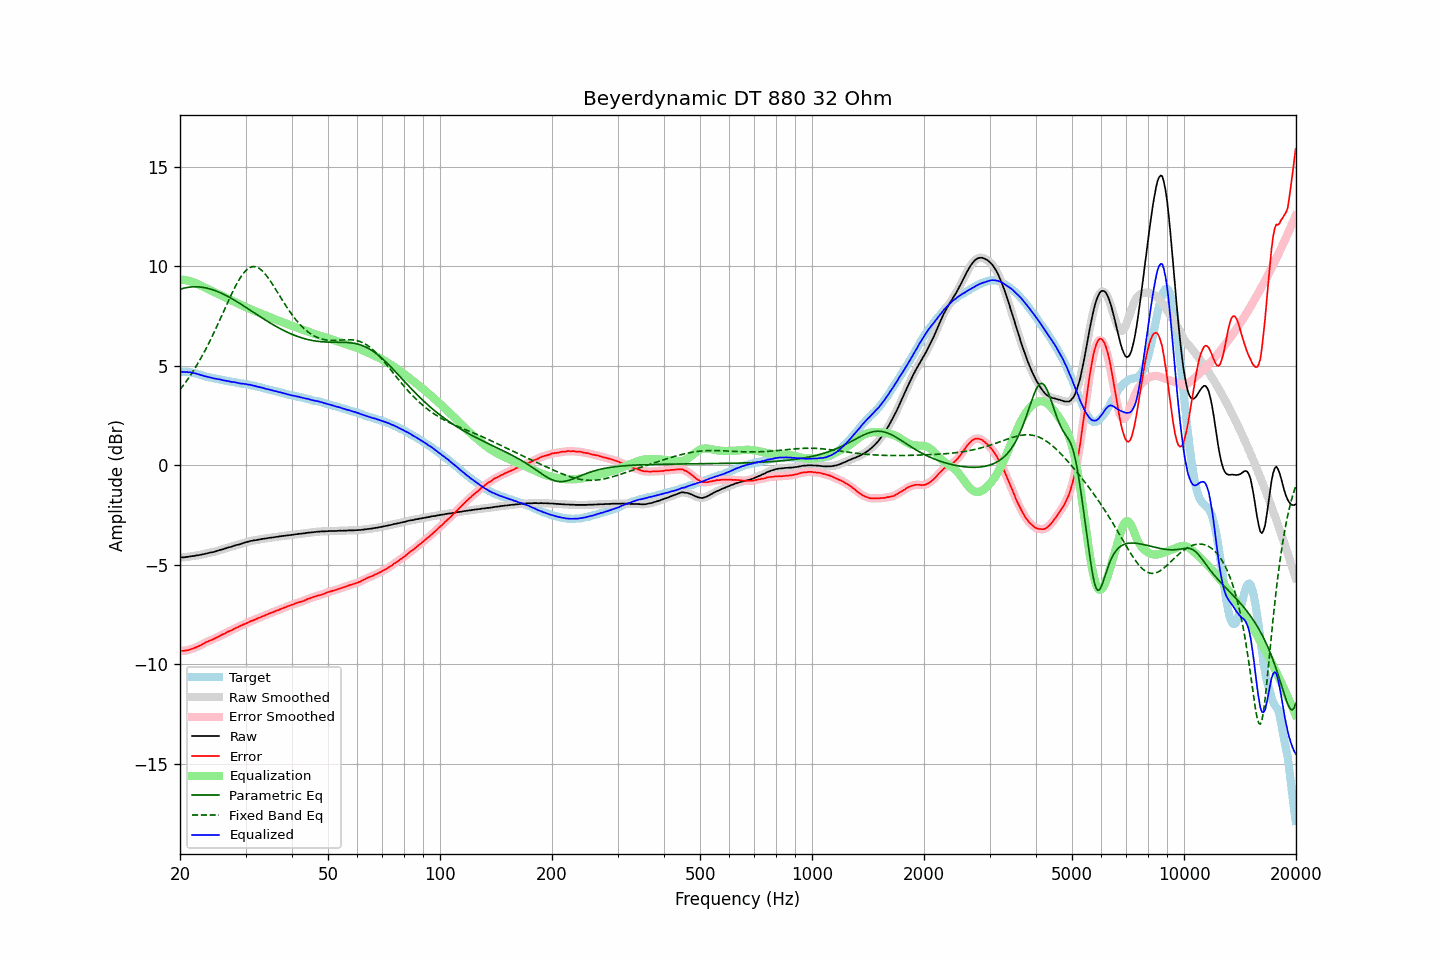 Beyerdynamic DT 880 32 Ohm
Amplitude (dBr)
15
10
5
0
−5
−10
−15
Target
Raw Smoothed
Error Smoothed
Raw
Error
Equalization
Parametric Eq
Fixed Band Eq
Equalized
20 50 100 200 500 1000 2000 5000 10000 20000
Frequency (Hz)